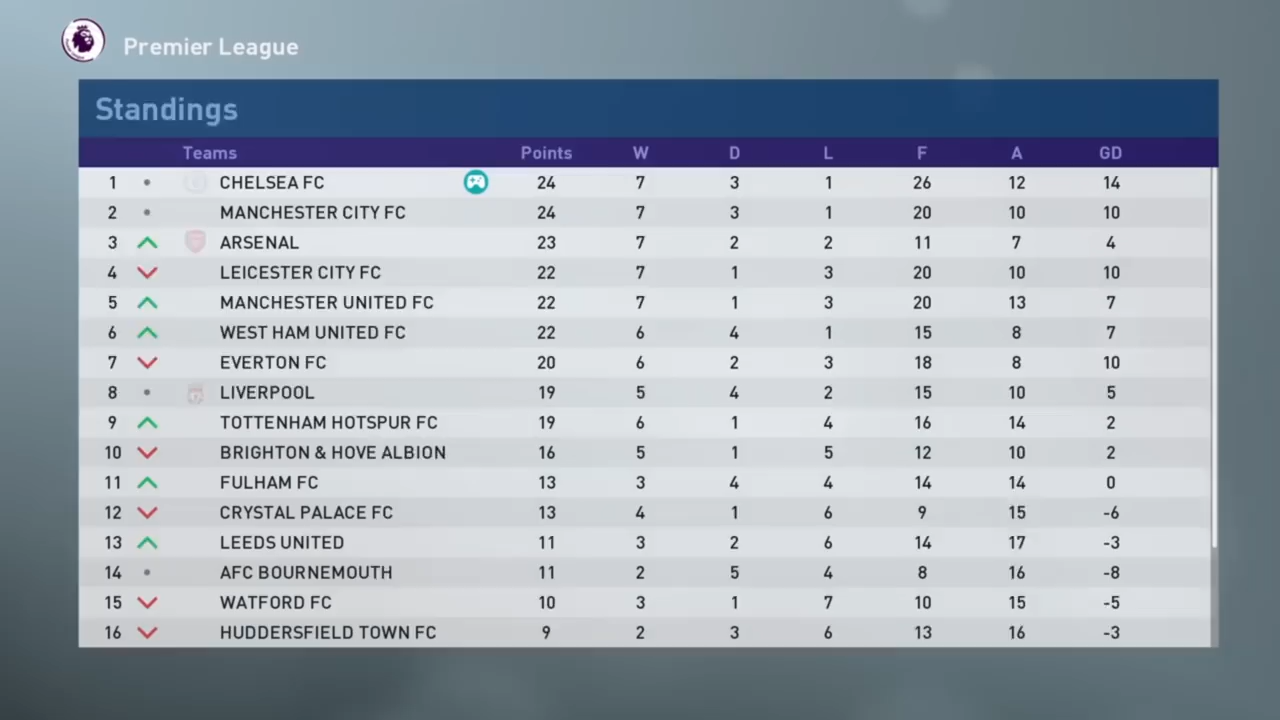 Premier League
Standings
Teams Points W D L F A GD
1 CHELSEA FC 24 7 3 1 26 12 14
2 MANCHESTER CITY FC 24 7 3 1 20 10 10
3 ARSENAL 23 7 2 2 11 7 4
4 LEICESTER CITY FC 22 7 1 3 20 10 10
5 MANCHESTER UNITED FC 22 7 1 3 20 13 7
6 WEST HAM UNITED FC 22 6 4 1 15 8 7
7 EVERTON FC 20 6 2 3 18 8 10
8 LIVERPOOL 19 5 4 2 15 10 5
9 TOTTENHAM HOTSPUR FC 19 6 1 4 16 14 2
10 BRIGHTON & HOVE ALBION 16 5 1 5 12 10 2
11 FULHAM FC 13 3 4 4 14 14 0
12 CRYSTAL PALACE FC 13 4 1 6 9 15 -6
13 LEEDS UNITED 11 3 2 6 14 17 -3
14 AFC BOURNEMOUTH 11 2 5 4 8 16 -8
15 WATFORD FC 10 3 1 7 10 15 -5
16 HUDDERSFIELD TOWN FC 9 2 3 6 13 16 -3